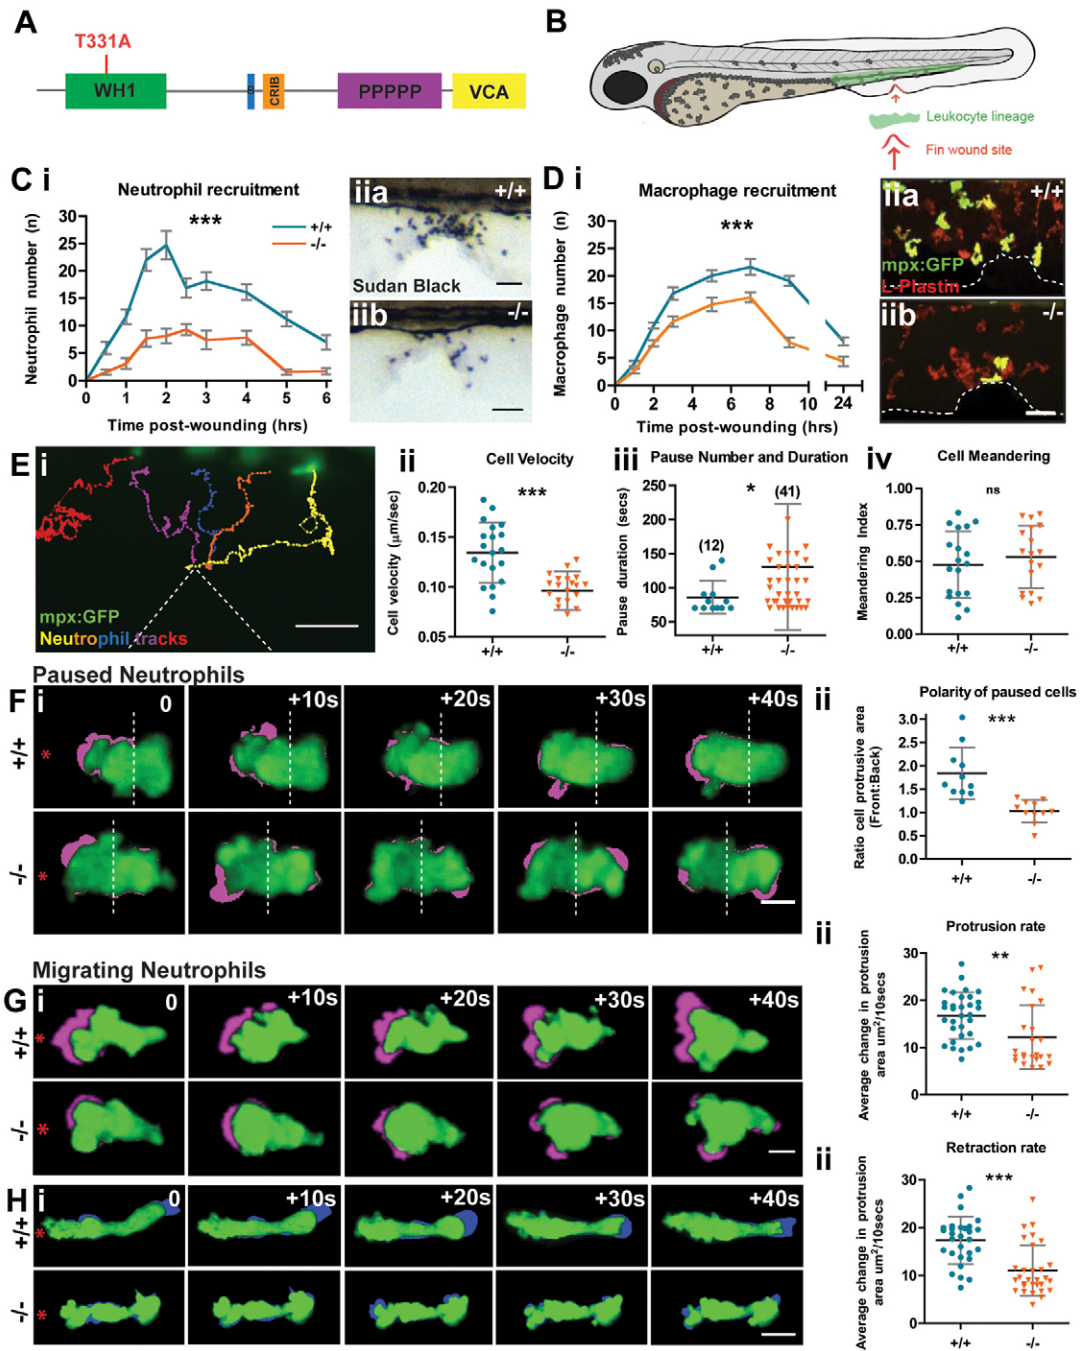 A
T331A
WH1
B
CRIB
PPPPP
VCA
B
Leukocyte lineage
Fin wound site
C i
Neutrophil recruitment
Neutrophil number (n)
30
25
20
15
10
5
0
***
+/+
-/-
0 1 2 3 4 5 6
Time post-wounding (hrs)
iia
+/+
Sudan Black
iib
-/-
D i
Macrophage recruitment
Macrophage number (n)
30
25
20
15
10
5
0
***
0 2 4 6 8 10 24
Time post-wounding (hrs)
iia
+/+
mpx:GFP
L-Plastin
iib
-/-
E i
mpx:GFP
Neutrophil tracks
ii
Cell Velocity
Cell velocity (μm/sec)
0.20
0.15
0.10
0.05
***
+/+ -/-
iii
Pause Number and Duration
Pause duration (secs)
250
200
150
100
50
*
(12)
(41)
+/+ -/-
iv
Cell Meandering
Meandering Index
1.00
0.75
0.50
0.25
0.00
ns
+/+ -/-
Paused Neutrophils
F i
0 +10s +20s +30s +40s
+/+
*
-/-
*
ii
Polarity of paused cells
Ratio cell protrusive area
(Front:Back)
3.0
2.5
2.0
1.5
1.0
0.5
0.0
***
+/+ -/-
Migrating Neutrophils
G i
0 +10s +20s +30s +40s
+/+
*
-/-
*
ii
Protrusion rate
Average change in protrusion
area um²/10secs
30
20
10
0
**
+/+ -/-
H i
0 +10s +20s +30s +40s
+/+
*
-/-
*
ii
Retraction rate
Average change in protrusion
area um²/10secs
30
20
10
0
***
+/+ -/-